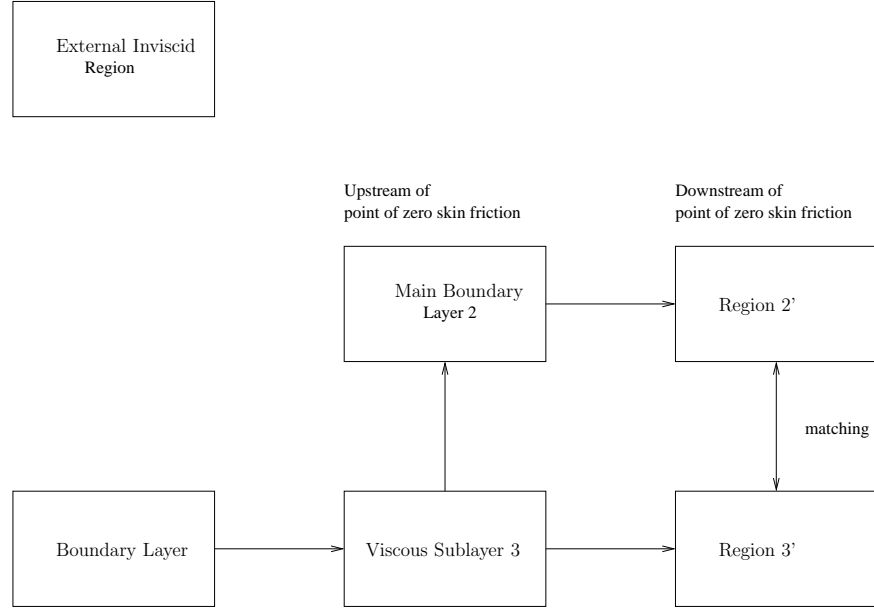 External Inviscid
Region
Upstream of
point of zero skin friction
Downstream of
point of zero skin friction
Main Boundary
Layer 2
Region 2'
matching
Boundary Layer
Viscous Sublayer 3
Region 3'